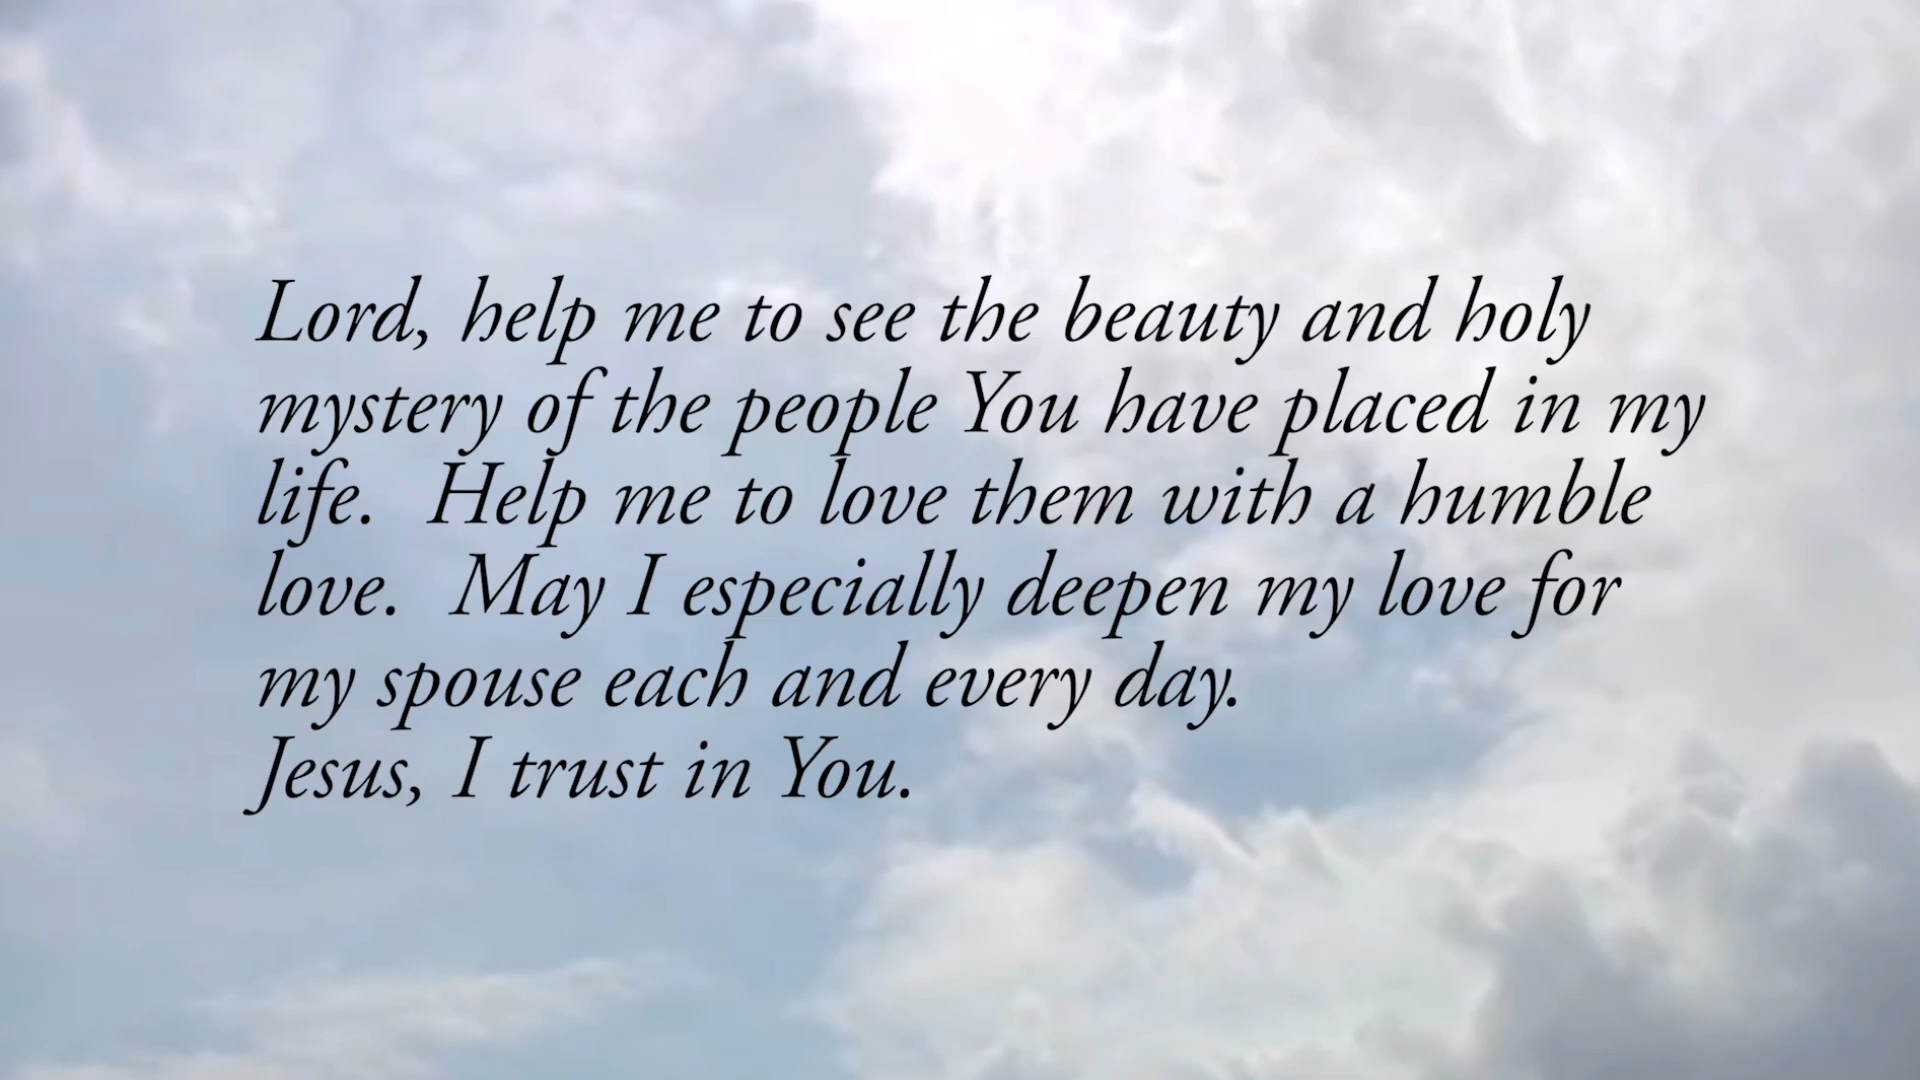 Lord, help me to see the beauty and holy
mystery of the people You have placed in my
life.  Help me to love them with a humble
love.  May I especially deepen my love for
my spouse each and every day.
Jesus, I trust in You.